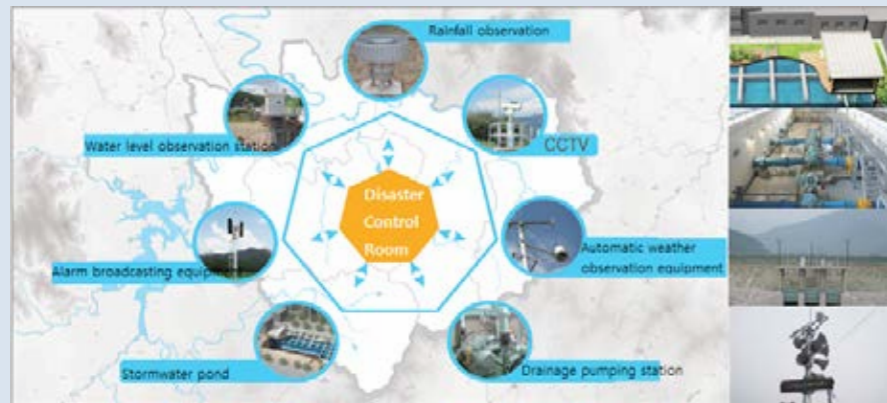 Rainfall observation
Water level observation station
CCTV
Disaster
Control
Room
Alarm broadcasting equipment
Automatic weather
observation equipment
Stormwater pond
Drainage pumping station